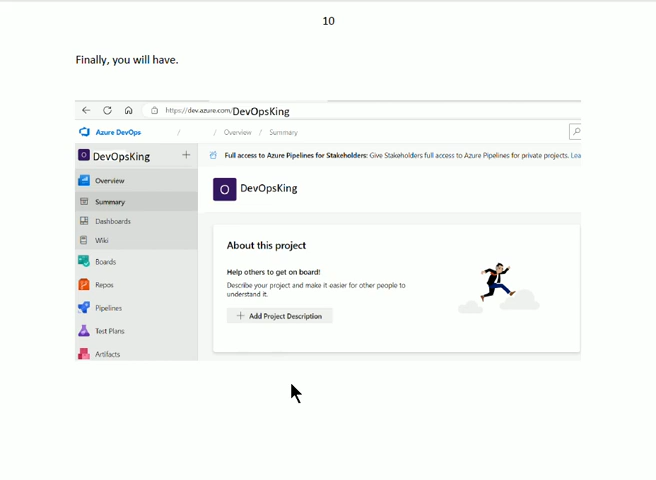 10
Finally, you will have.
https://dev.azure.com/DevOpsKing
Azure DevOps / / Overview / Summary
O DevOpsKing +
Full access to Azure Pipelines for Stakeholders: Give Stakeholders full access to Azure Pipelines for private projects. Lea
Overview
O DevOpsKing
Summary
Dashboards
Wiki
Boards
Repos
Pipelines
Test Plans
Artifacts
About this project
Help others to get on board!
Describe your project and make it easier for other people to
understand it.
+ Add Project Description